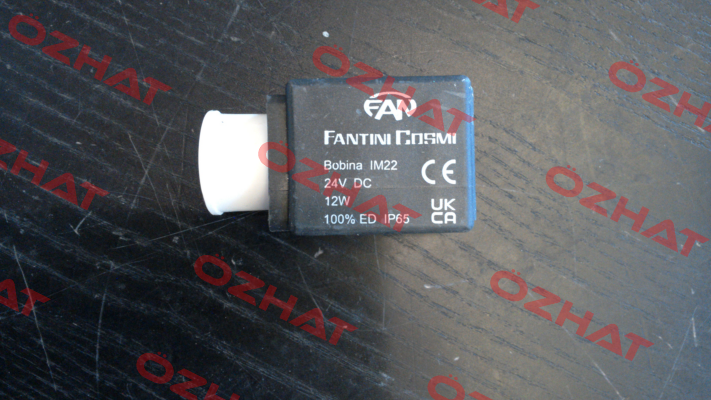 FAN
FANTINI COSMI
Bobina IM22
24V DC
12W
100% ED IP65
CE
UK
CA
OZHAT
OZHAT
OZHAT
OZHAT
OZHAT
OZHAT
OZHAT
OZHAT
OZHAT
OZHAT
OZHAT